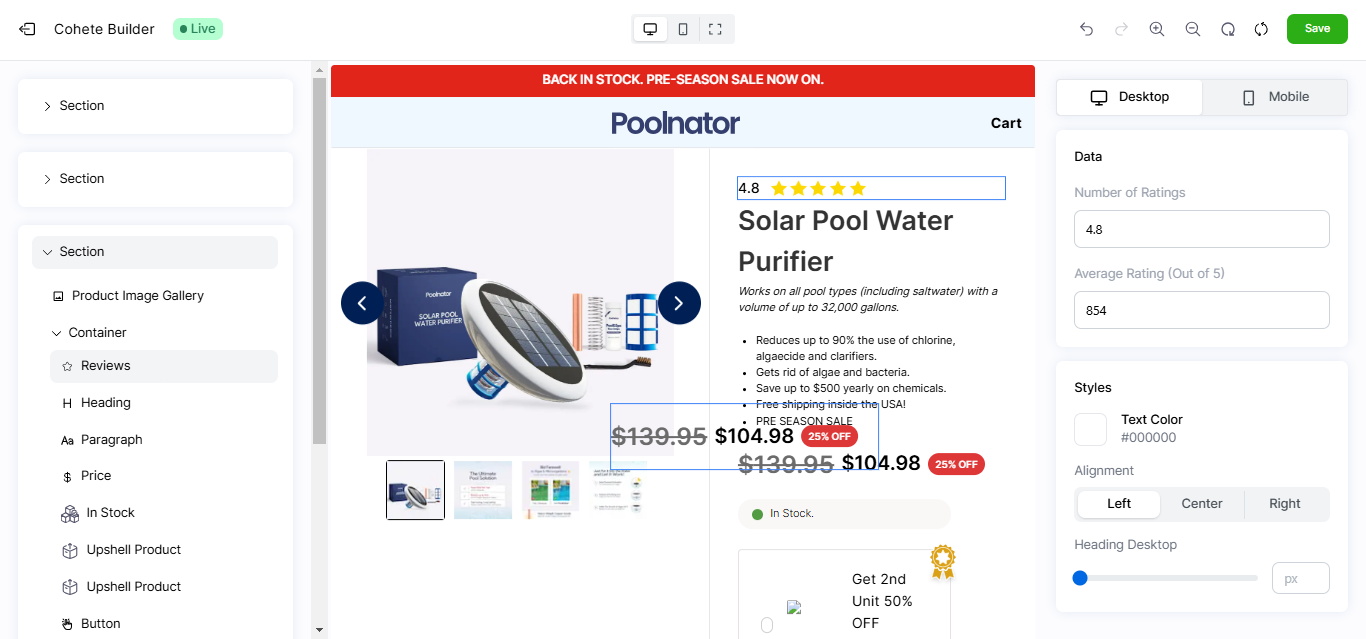 Cohete Builder
Live
Save
Section
Section
Section
Product Image Gallery
Container
Reviews
H Heading
Aa Paragraph
$ Price
In Stock
Upshell Product
Upshell Product
Button
BACK IN STOCK. PRE-SEASON SALE NOW ON.
Poolnator
Cart
Poolnator
SOLAR POOL
WATER PURIFIER
The Ultimate
Pool Solution
4.8
Solar Pool Water
Purifier
Works on all pool types (including saltwater) with a
volume of up to 32,000 gallons.
Reduces up to 90% the use of chlorine,
algaecide and clarifiers.
Gets rid of algae and bacteria.
Save up to $500 yearly on chemicals.
Free shipping inside the USA!
PRE SEASON SALE
$139.95 $104.98 25% OFF
$139.95 $104.98 25% OFF
In Stock.
Get 2nd
Unit 50%
OFF
Desktop
Mobile
Data
Number of Ratings
4.8
Average Rating (Out of 5)
854
Styles
Text Color
#000000
Alignment
Left
Center
Right
Heading Desktop
px